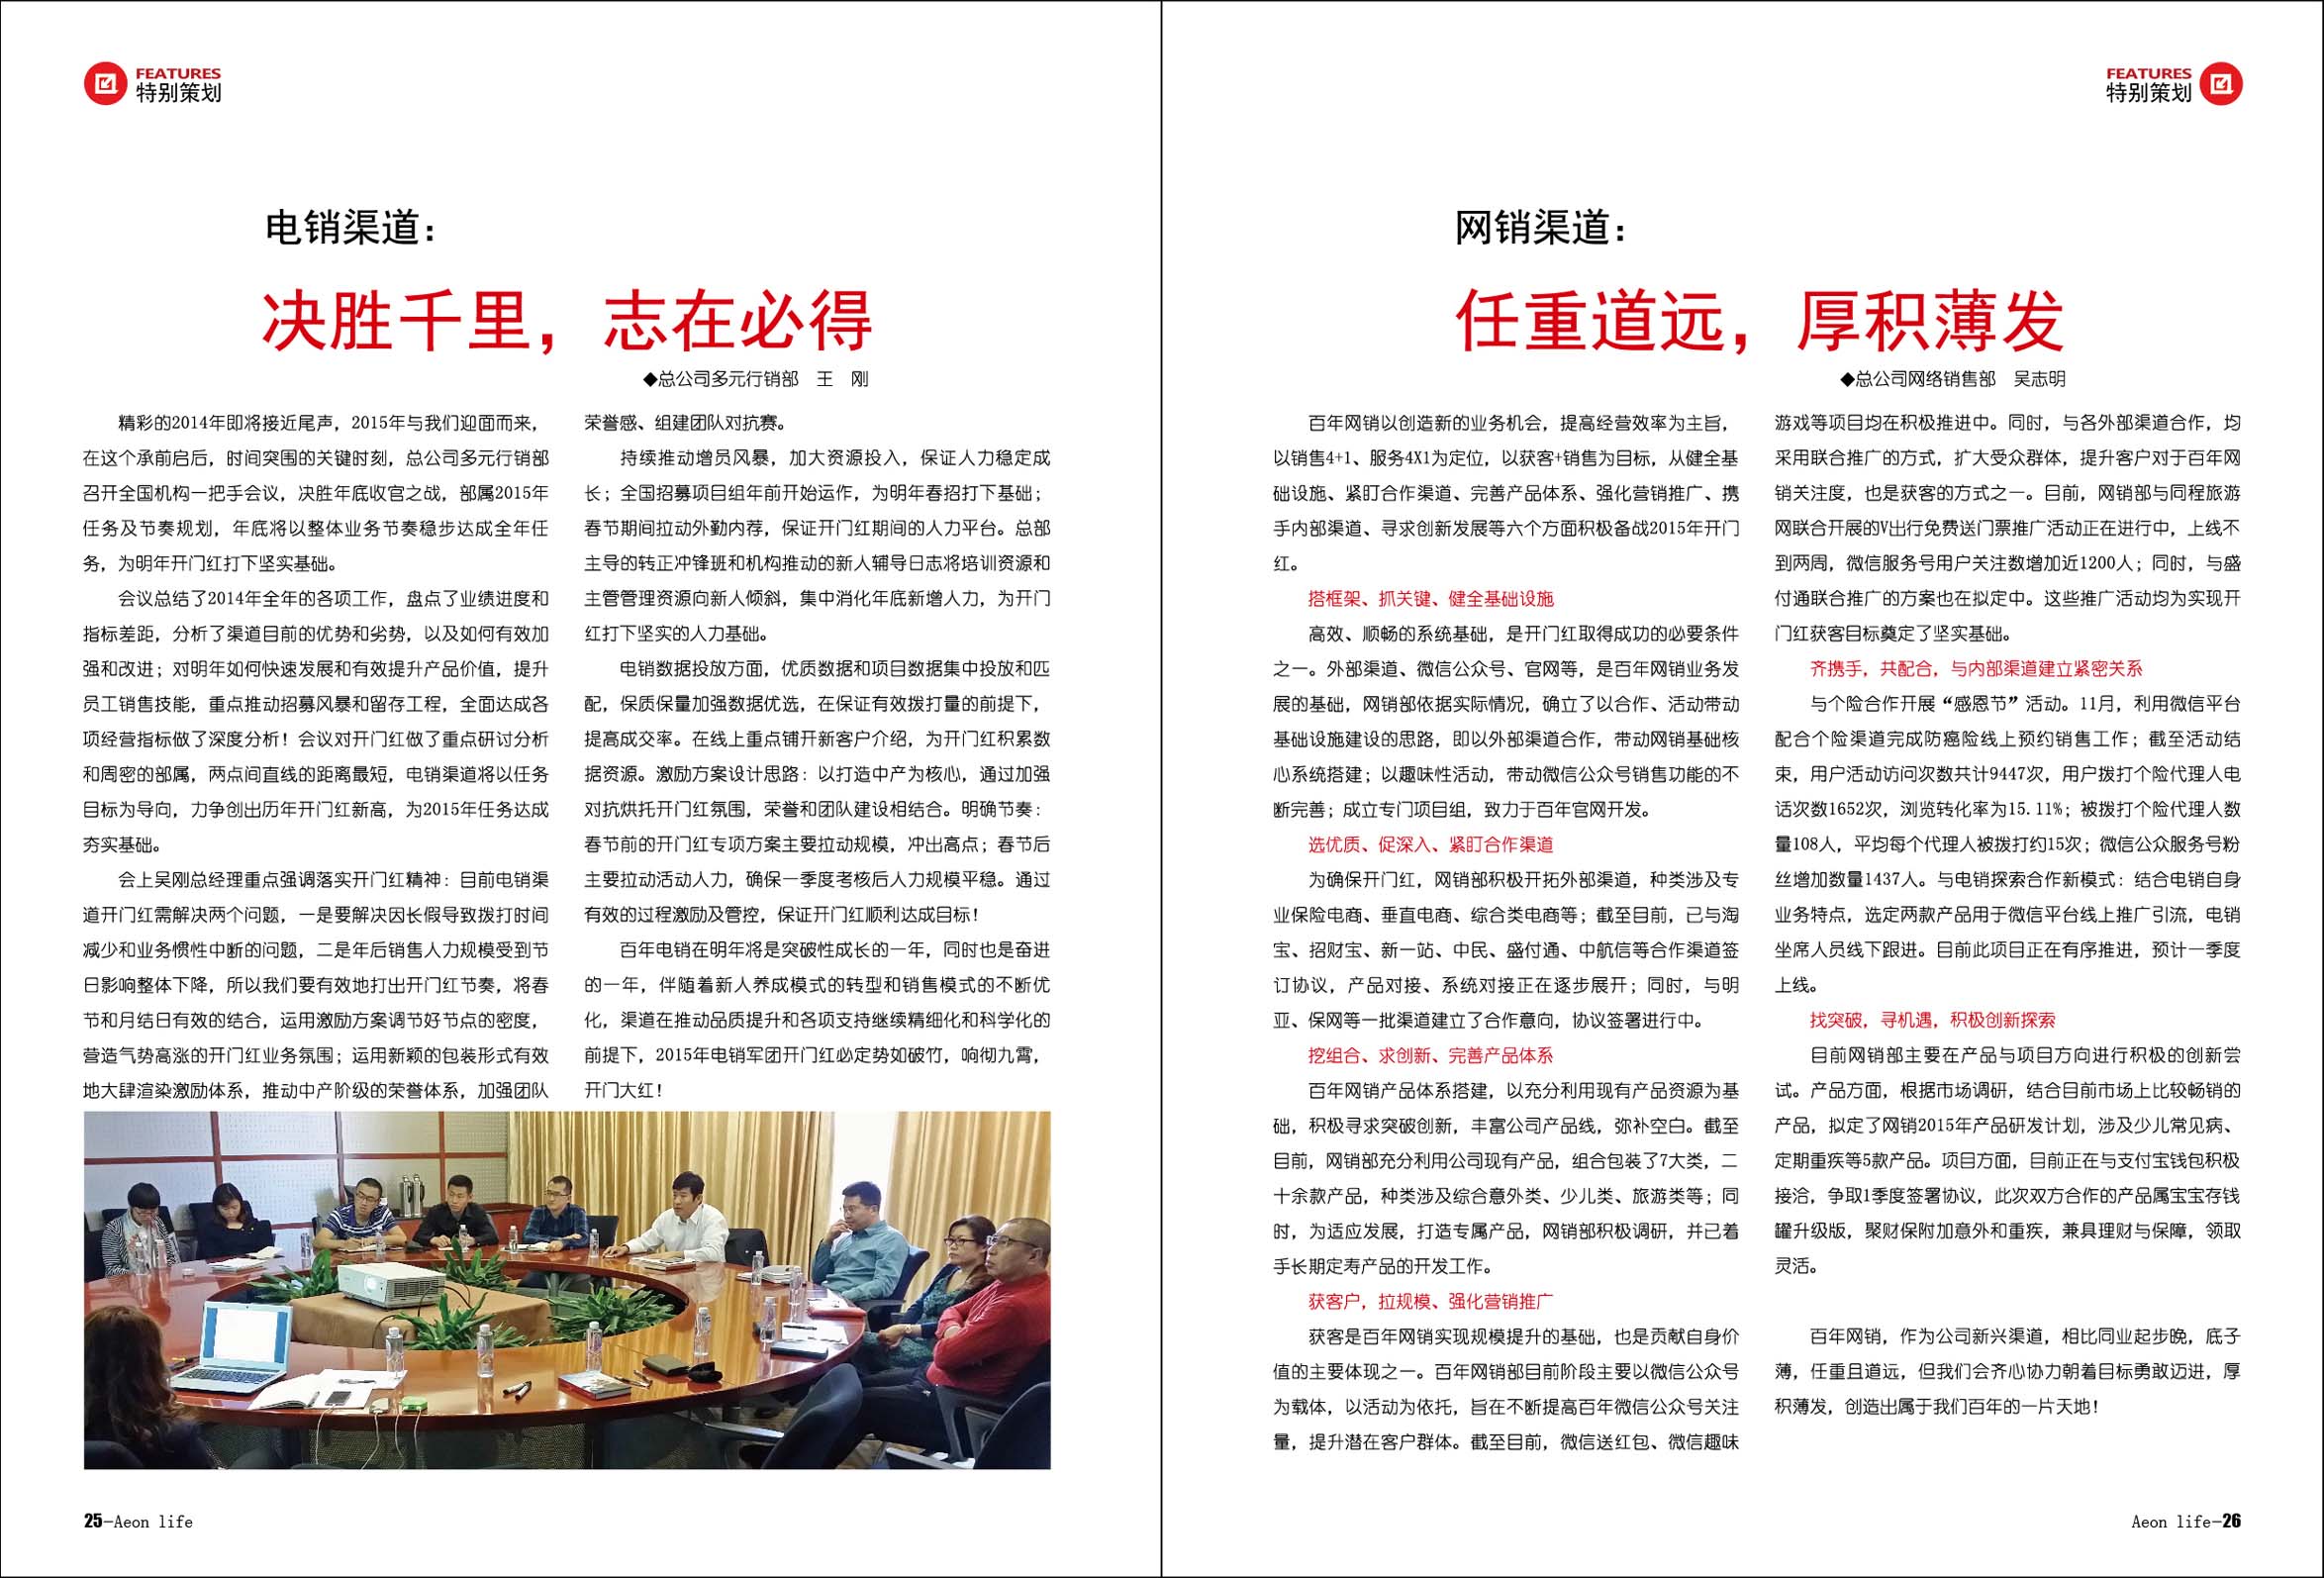 FEATURES
特别策划
电销渠道：
决胜千里，志在必得
◆总公司多元行销部 王 刚
精彩的2014年即将接近尾声，2015年与我们迎面而来，
在这个承前启后，时间突围的关键时刻，总公司多元行销部
召开全国机构一把手会议，决胜年底收官之战，部属2015年
任务及节奏规划，年底将以整体业务节奏稳步达成全年任
务，为明年开门红打下坚实基础。
会议总结了2014年全年的各项工作，盘点了业绩进度和
指标差距，分析了渠道目前的优势和劣势，以及如何有效加
强和改进；对明年如何快速发展和有效提升产品价值，提升
员工销售技能，重点推动招募风暴和留存工程，全面达成各
项经营指标做了深度分析！会议对开门红做了重点研讨分析
和周密的部属，两点间直线的距离最短，电销渠道将以任务
目标为导向，力争创出历年开门红新高，为2015年任务达成
夯实基础。
会上吴刚总经理重点强调落实开门红精神：目前电销渠
道开门红需解决两个问题，一是要解决因长假导致拨打时间
减少和业务惯性中断的问题，二是年后销售人力规模受到节
日影响整体下降，所以我们要有效地打出开门红节奏，将春
节和月结日有效的结合，运用激励方案调节好节点的密度，
营造气势高涨的开门红业务氛围；运用新颖的包装形式有效
地大肆渲染激励体系，推动中产阶级的荣誉体系，加强团队
荣誉感、组建团队对抗赛。
持续推动增员风暴，加大资源投入，保证人力稳定成
长；全国招募项目组年前开始运作，为明年春招打下基础；
春节期间拉动外勤内荐，保证开门红期间的人力平台。总部
主导的转正冲锋班和机构推动的新人辅导日志将培训资源和
主管管理资源向新人倾斜，集中消化年底新增人力，为开门
红打下坚实的人力基础。
电销数据投放方面，优质数据和项目数据集中投放和匹
配，保质保量加强数据优选，在保证有效拨打量的前提下，
提高成交率。在线上重点铺开新客户介绍，为开门红积累数
据资源。激励方案设计思路：以打造中产为核心，通过加强
对抗烘托开门红氛围，荣誉和团队建设相结合。明确节奏：
春节前的开门红专项方案主要拉动规模，冲出高点；春节后
主要拉动活动人力，确保一季度考核后人力规模平稳。通过
有效的过程激励及管控，保证开门红顺利达成目标！
百年电销在明年将是突破性成长的一年，同时也是奋进
的一年，伴随着新人养成模式的转型和销售模式的不断优
化，渠道在推动品质提升和各项支持继续精细化和科学化的
前提下，2015年电销军团开门红必定势如破竹，响彻九霄，
开门大红！
25-Aeon life
FEATURES
特别策划
网销渠道：
任重道远，厚积薄发
◆总公司网络销售部 吴志明
百年网销以创造新的业务机会，提高经营效率为主旨，
以销售4+1、服务4X1为定位，以获客+销售为目标，从健全基
础设施、紧盯合作渠道、完善产品体系、强化营销推广、携
手内部渠道、寻求创新发展等六个方面积极备战2015年开门
红。
搭框架、抓关键、健全基础设施
高效、顺畅的系统基础，是开门红取得成功的必要条件
之一。外部渠道、微信公众号、官网等，是百年网销业务发
展的基础，网销部依据实际情况，确立了以合作、活动带动
基础设施建设的思路，即以外部渠道合作，带动网销基础核
心系统搭建；以趣味性活动，带动微信公众号销售功能的不
断完善；成立专门项目组，致力于百年官网开发。
选优质、促深入、紧盯合作渠道
为确保开门红，网销部积极开拓外部渠道，种类涉及专
业保险电商、垂直电商、综合类电商等；截至目前，已与淘
宝、招财宝、新一站、中民、盛付通、中航信等合作渠道签
订协议，产品对接、系统对接正在逐步展开；同时，与明
亚、保网等一批渠道建立了合作意向，协议签署进行中。
挖组合、求创新、完善产品体系
百年网销产品体系搭建，以充分利用现有产品资源为基
础，积极寻求突破创新，丰富公司产品线，弥补空白。截至
目前，网销部充分利用公司现有产品，组合包装了7大类，二
十余款产品，种类涉及综合意外类、少儿类、旅游类等；同
时，为适应发展，打造专属产品，网销部积极调研，并已着
手长期定寿产品的开发工作。
获客户，拉规模、强化营销推广
获客是百年网销实现规模提升的基础，也是贡献自身价
值的主要体现之一。百年网销部目前阶段主要以微信公众号
为载体，以活动为依托，旨在不断提高百年微信公众号关注
量，提升潜在客户群体。截至目前，微信送红包、微信趣味
游戏等项目均在积极推进中。同时，与各外部渠道合作，均
采用联合推广的方式，扩大受众群体，提升客户对于百年网
销关注度，也是获客的方式之一。目前，网销部与同程旅游
网联合开展的V出行免费送门票推广活动正在进行中，上线不
到两周，微信服务号用户关注数增加近1200人；同时，与盛
付通联合推广的方案也在拟定中。这些推广活动均为实现开
门红获客目标奠定了坚实基础。
齐携手，共配合，与内部渠道建立紧密关系
与个险合作开展“感恩节”活动。11月，利用微信平台
配合个险渠道完成防癌险线上预约销售工作；截至活动结
束，用户活动访问次数共计9447次，用户拨打个险代理人电
话次数1652次，浏览转化率为15.11%；被拨打个险代理人数
量108人，平均每个代理人被拨打约15次；微信公众服务号粉
丝增加数量1437人。与电销探索合作新模式：结合电销自身
业务特点，选定两款产品用于微信平台线上推广引流，电销
坐席人员线下跟进。目前此项目正在有序推进，预计一季度
上线。
找突破，寻机遇，积极创新探索
目前网销部主要在产品与项目方向进行积极的创新尝
试。产品方面，根据市场调研，结合目前市场上比较畅销的
产品，拟定了网销2015年产品研发计划，涉及少儿常见病、
定期重疾等5款产品。项目方面，目前正在与支付宝钱包积极
接洽，争取1季度签署协议，此次双方合作的产品属宝宝存钱
罐升级版，聚财保附加意外和重疾，兼具理财与保障，领取
灵活。
百年网销，作为公司新兴渠道，相比同业起步晚，底子
薄，任重且道远，但我们会齐心协力朝着目标勇敢迈进，厚
积薄发，创造出属于我们百年的一片天地！
Aeon life-26